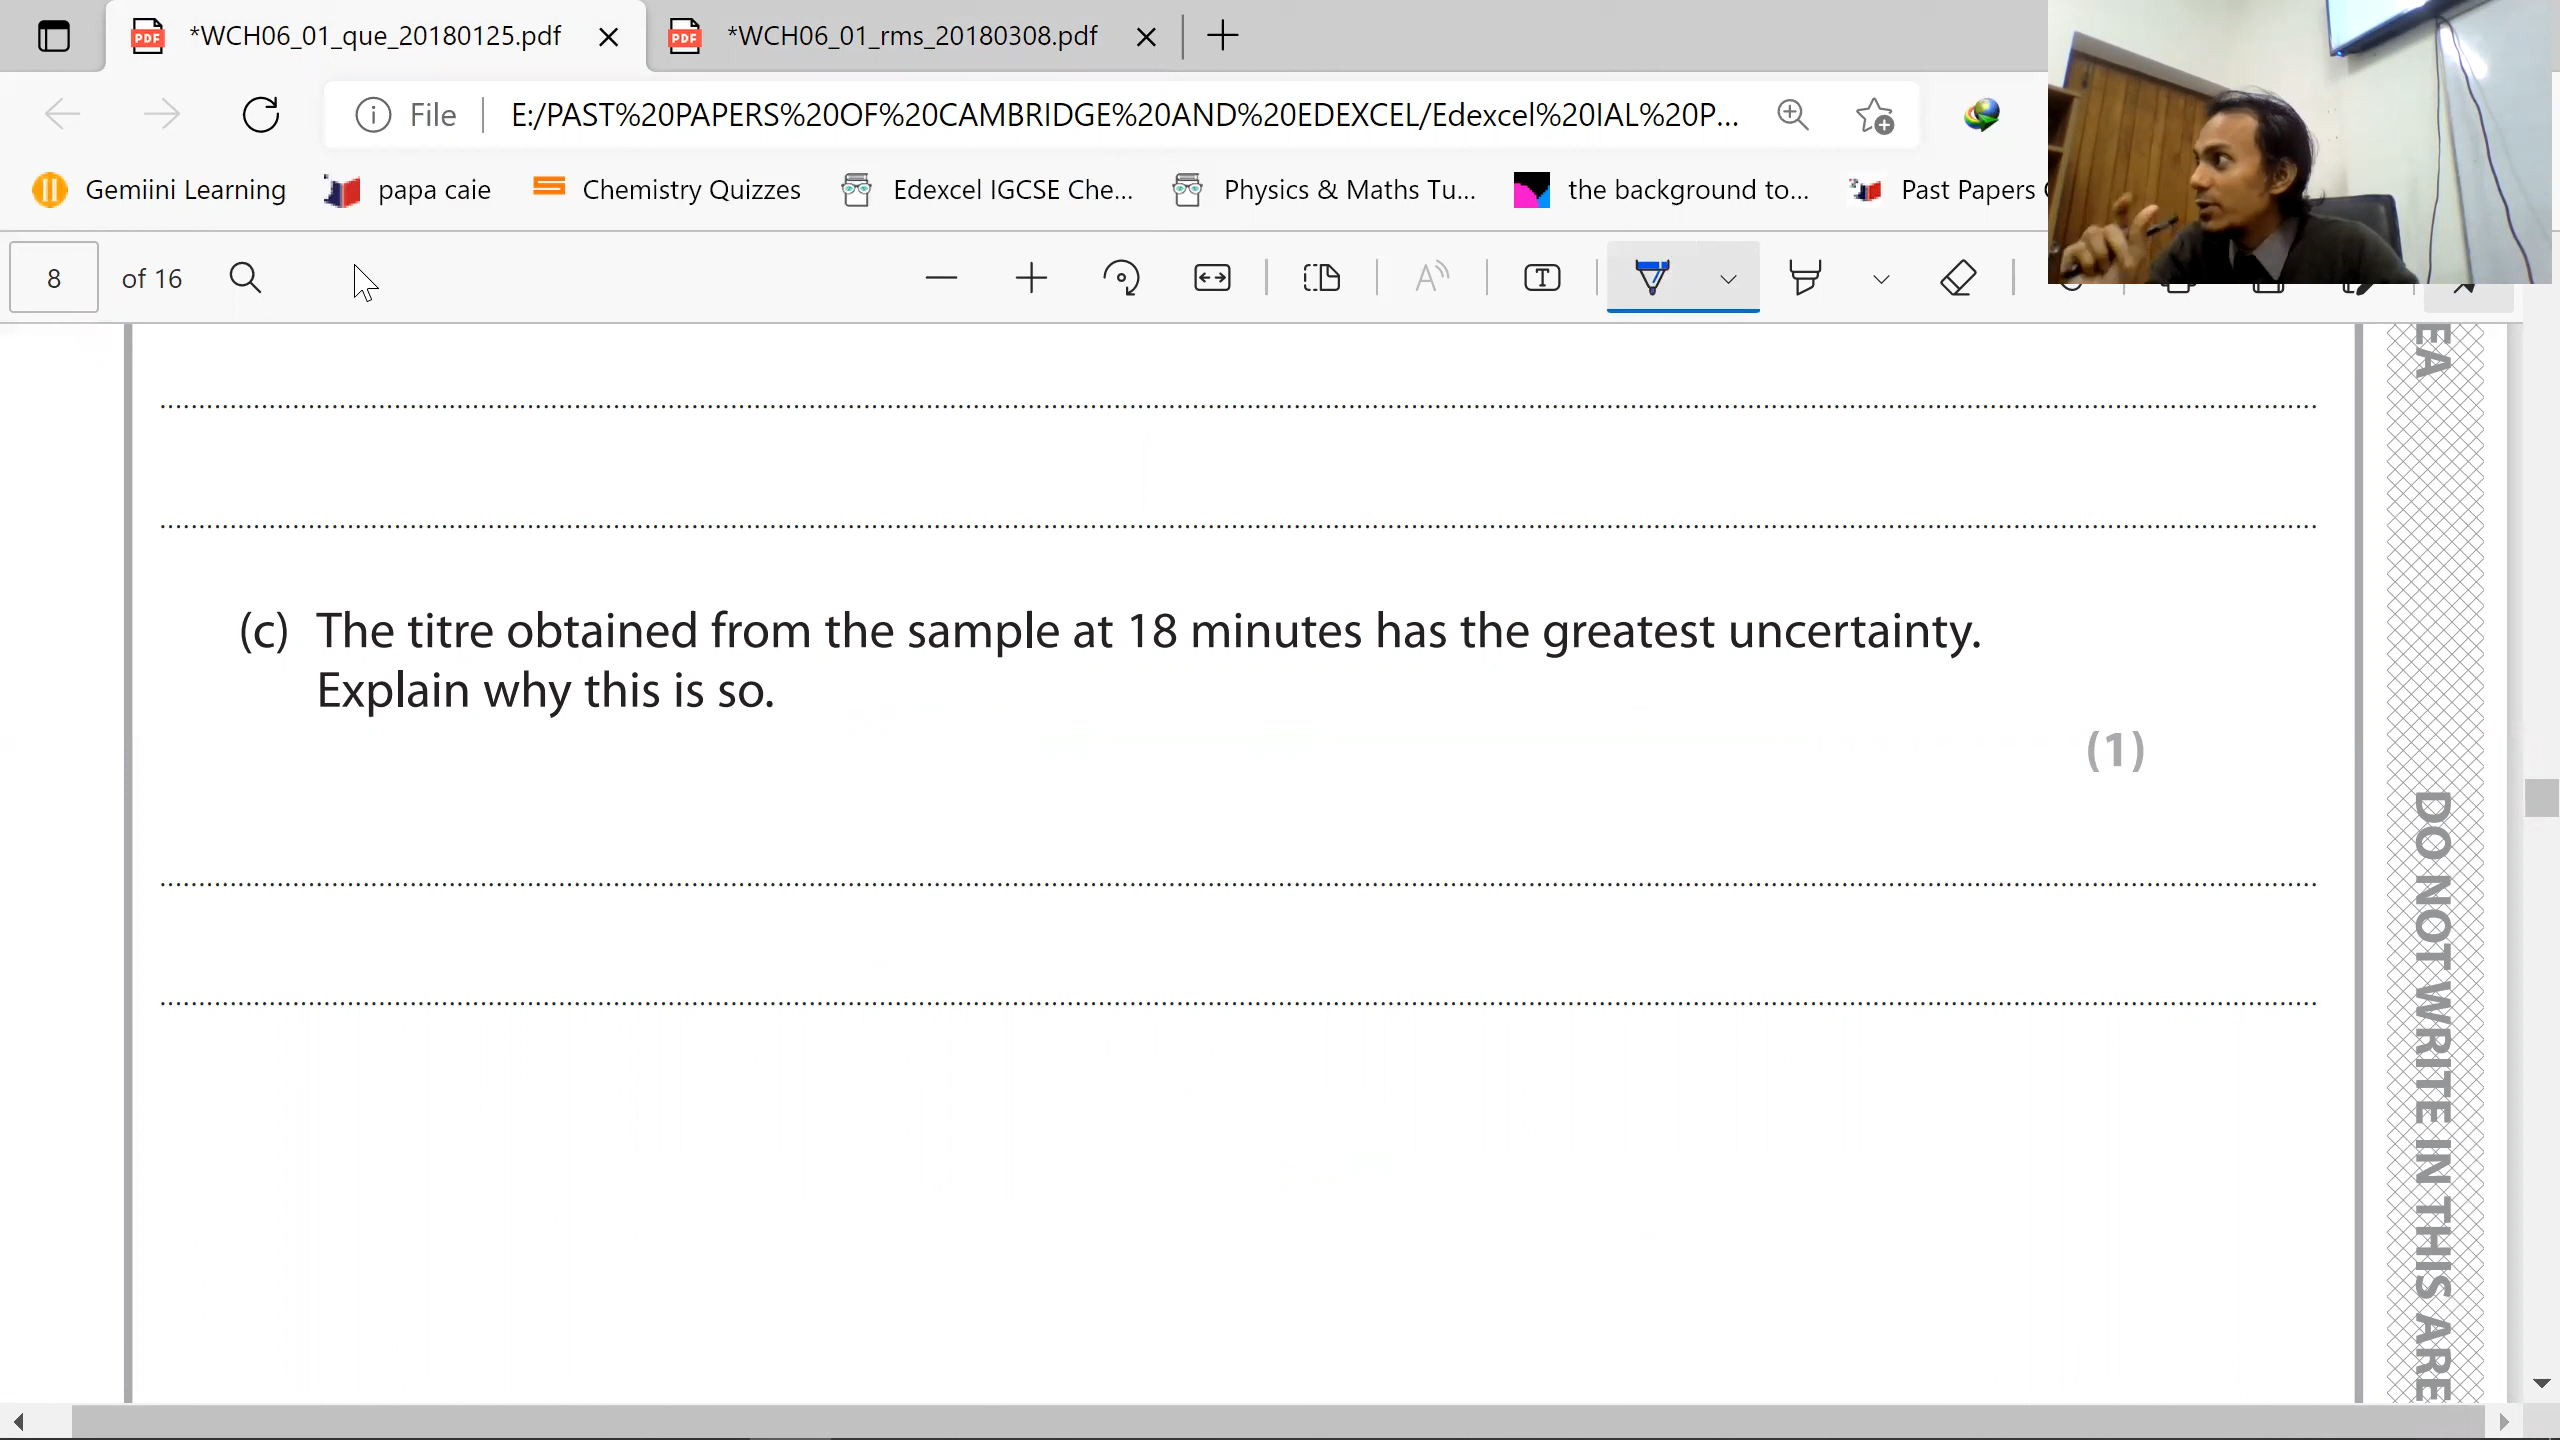 *WCH06_01_que_20180125.pdf
*WCH06_01_rms_20180308.pdf
File
E:/PAST%20PAPERS%20OF%20CAMBRIDGE%20AND%20EDEXCEL/Edexcel%20IAL%20P...
Gemiini Learning
papa caie
Chemistry Quizzes
Edexcel IGCSE Che...
Physics & Maths Tu...
the background to...
Past Papers
8 of 16
(c) The titre obtained from the sample at 18 minutes has the greatest uncertainty.
Explain why this is so.
(1)
EA
DO NOT WRITE IN THIS ARE